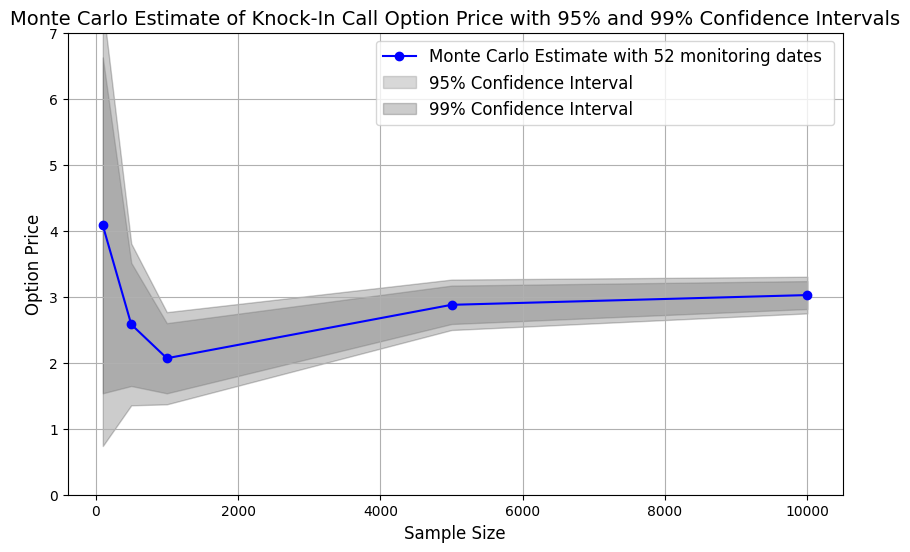 Monte Carlo Estimate of Knock-In Call Option Price with 95% and 99% Confidence Intervals
Monte Carlo Estimate with 52 monitoring dates
95% Confidence Interval
99% Confidence Interval
7
6
5
4
3
2
1
0
Option Price
0
2000
4000
6000
8000
10000
Sample Size